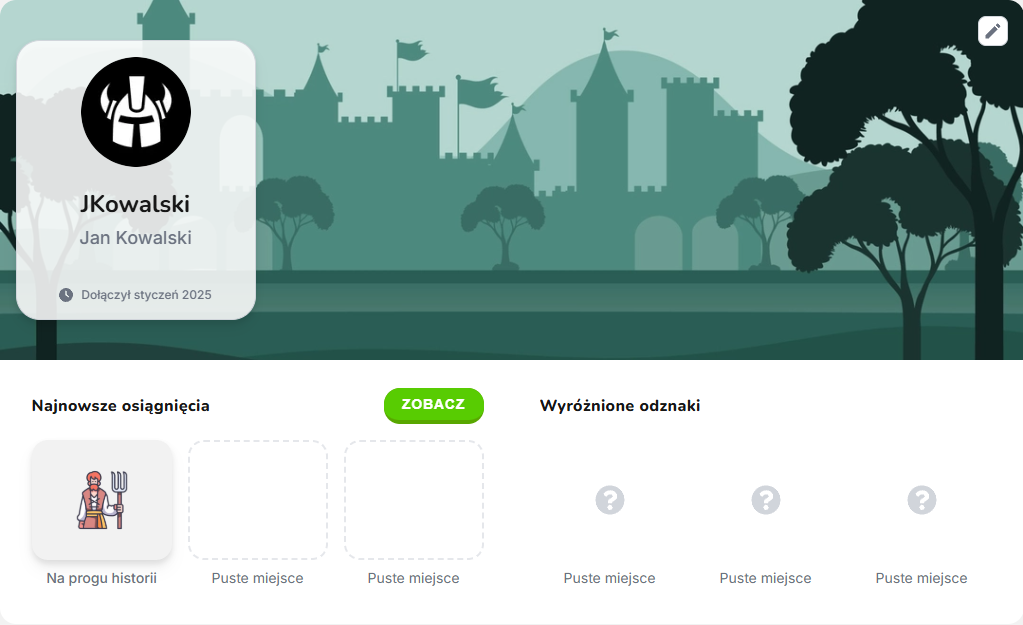 JKowalski
Jan Kowalski
Dołączył styczeń 2025
Najnowsze osiągnięcia
ZOBACZ
Na progu historii
Puste miejsce
Puste miejsce
Wyróżnione odznaki
Puste miejsce
Puste miejsce
Puste miejsce